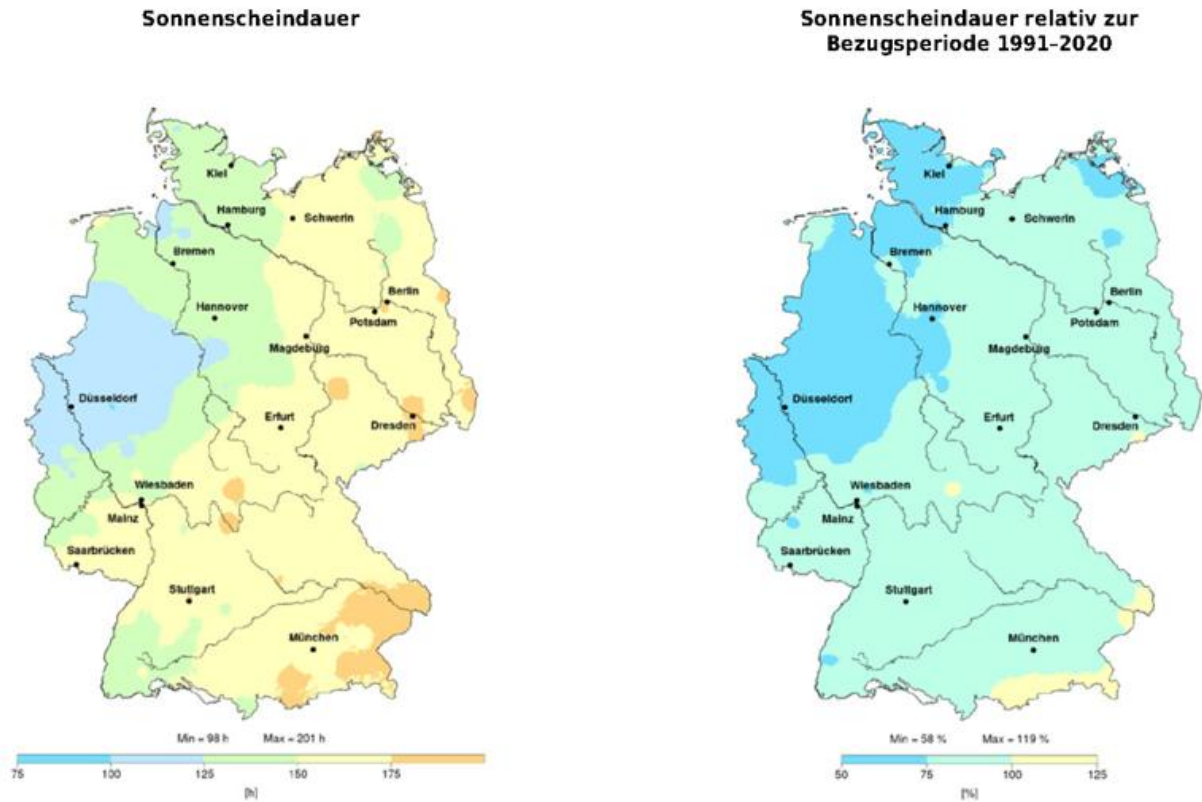 Sonnenscheindauer
Kiel
Hamburg
Schwerin
Bremen
Berlin
Hannover
Potsdam
Magdeburg
Düsseldorf
Erfurt
Dresden
Wiesbaden
Mainz
Saarbrücken
Stuttgart
München
Min = 98 h Max = 201 h
75 100 125 150 175
[h]
Sonnenscheindauer relativ zur
Bezugsperiode 1991–2020
Kiel
Hamburg
Schwerin
Bremen
Berlin
Hannover
Potsdam
Magdeburg
Düsseldorf
Erfurt
Dresden
Wiesbaden
Mainz
Saarbrücken
Stuttgart
München
Min = 58 % Max = 119 %
50 75 100 125
[%]